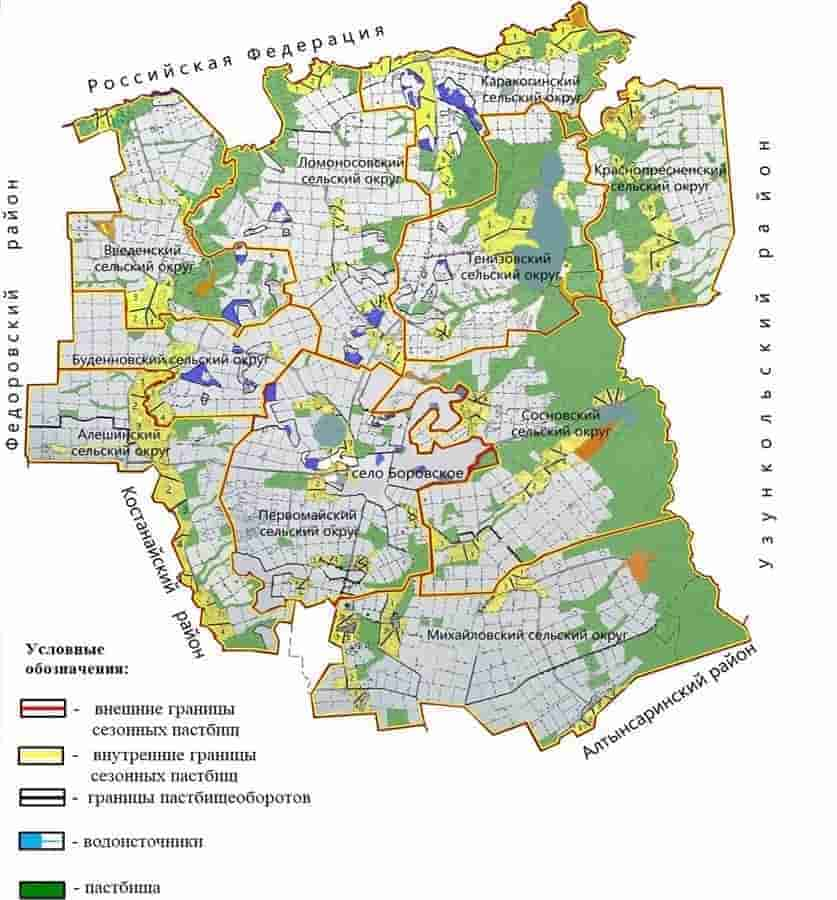 Российская Федерация
Каракогинский
сельский округ
Ломоносовский
сельский округ
Краснопресненский
сельский округ
Федоровский район
Узункольский район
Введенский
сельский округ
Тенизовский
сельский округ
Буденновский сельский округ
Алешинский
сельский округ
Сосновский
сельский округ
село Боровское
Костанайский район
Первомайский
сельский округ
Михайловский сельский округ
Алтынсаринский район
Условные
обозначения:
- внешние границы
сезонных пастбищ
- внутренние границы
сезонных пастбищ
- границы пастбищеоборотов
- водоисточники
- пастбища